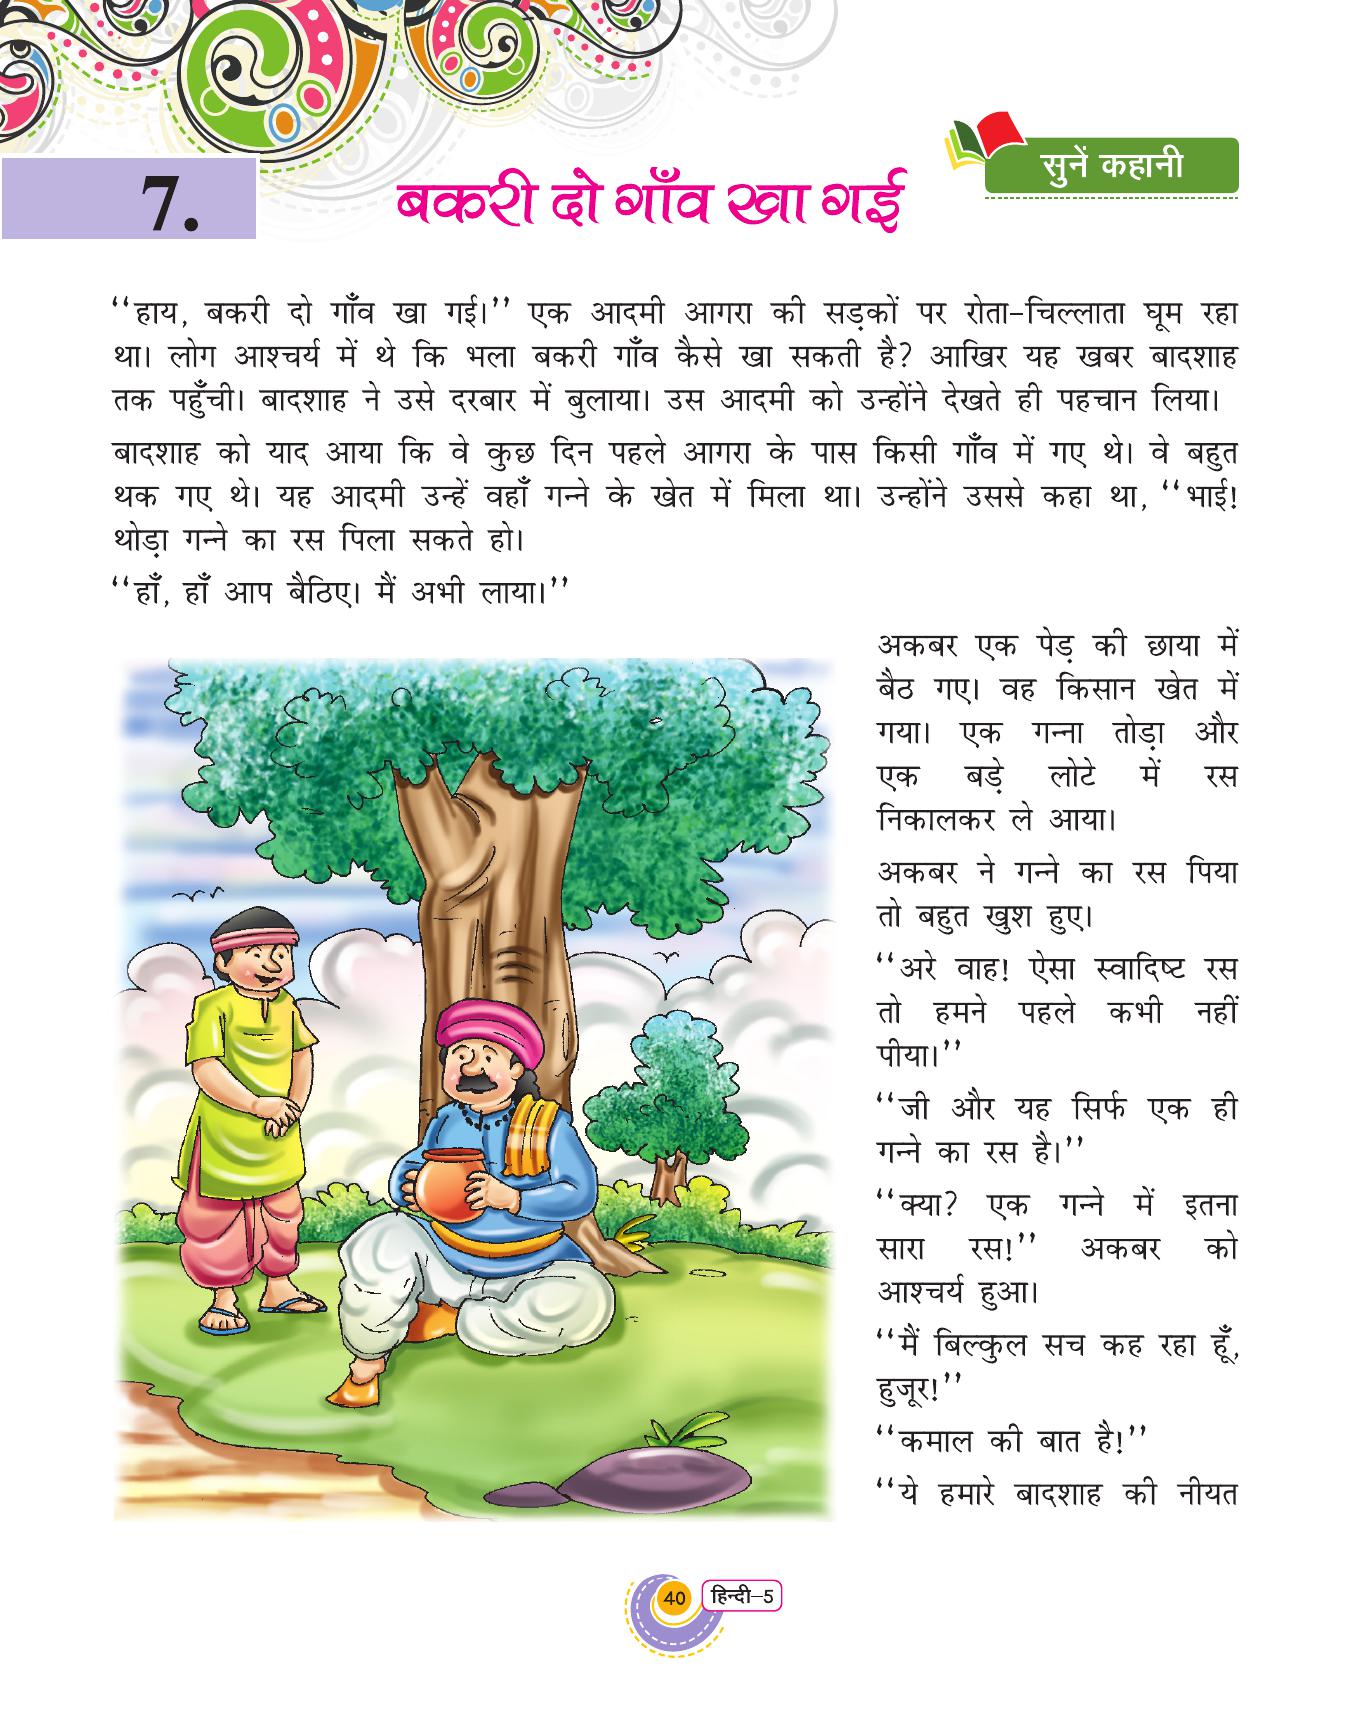 सुनें कहानी
7.
बकरी दो गाँव खा गई
‘‘हाय, बकरी दो गाँव खा गई।’’ एक आदमी आगरा की सड़कों पर रोता–चिल्लाता घूम रहा
था। लोग आश्चर्य में थे कि भला बकरी गाँव कैसे खा सकती है? आखिर यह खबर बादशाह
तक पहुँची। बादशाह ने उसे दरबार में बुलाया। उस आदमी को उन्होंने देखते ही पहचान लिया।
बादशाह को याद आया कि वे कुछ दिन पहले आगरा के पास किसी गाँव में गए थे। वे बहुत
थक गए थे। यह आदमी उन्हें वहाँ गन्ने के खेत में मिला था। उन्होंने उससे कहा था, ‘‘भाई!
थोड़ा गन्ने का रस पिला सकते हो।
‘‘हाँ, हाँ आप बैठिए। मैं अभी लाया।’’
अकबर एक पेड़ की छाया में
बैठ गए। वह किसान खेत में
गया। एक गन्ना तोड़ा और
एक बड़े लोटे में रस
निकालकर ले आया।
अकबर ने गन्ने का रस पिया
तो बहुत खुश हुए।
‘‘अरे वाह! ऐसा स्वादिष्ट रस
तो हमने पहले कभी नहीं
पीया।’’
‘‘जी और यह सिर्फ एक ही
गन्ने का रस है।’’
‘‘क्या? एक गन्ने में इतना
सारा रस!’’ अकबर को
आश्चर्य हुआ।
‘‘मैं बिल्कुल सच कह रहा हूँ,
हुजूर!’’
‘‘कमाल की बात है!’’
‘‘ये हमारे बादशाह की नीयत
40 हिन्दी–5